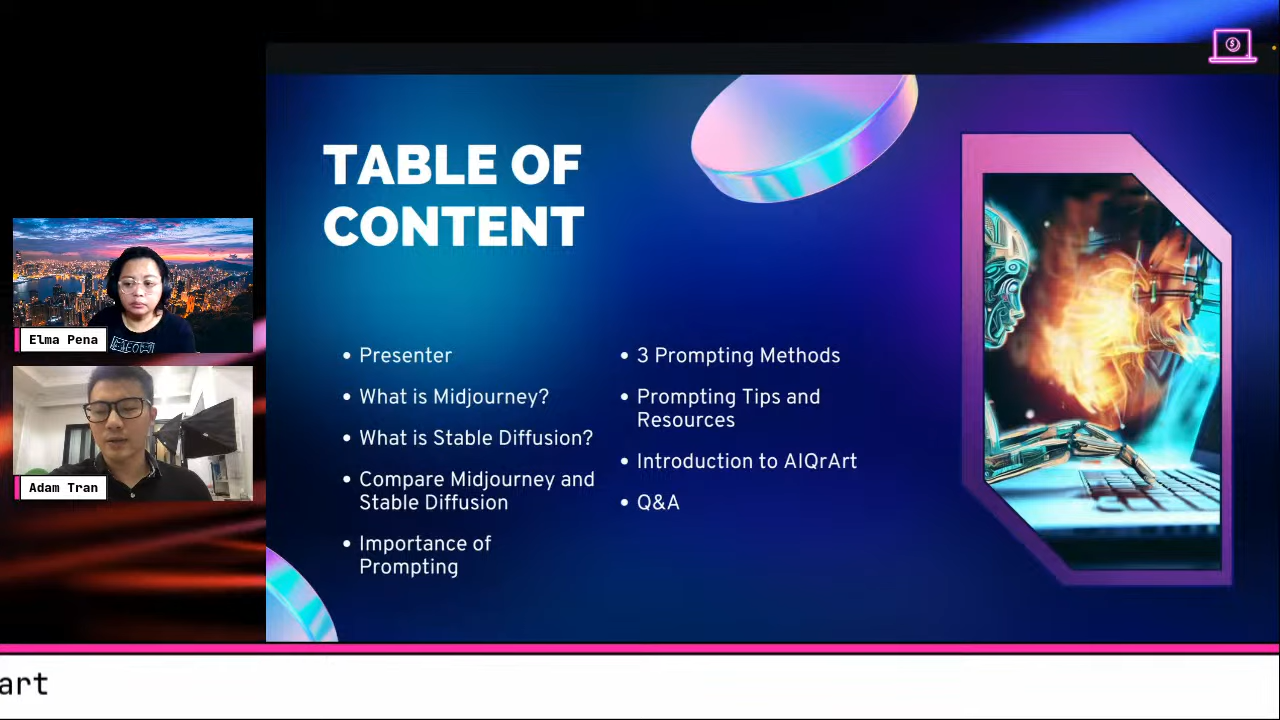 TABLE OF
CONTENT
• Presenter
• What is Midjourney?
• What is Stable Diffusion?
• Compare Midjourney and
Stable Diffusion
• Importance of
Prompting
• 3 Prompting Methods
• Prompting Tips and
Resources
• Introduction to AIQrArt
• Q&A
Elma Pena
Adam Tran
art
$